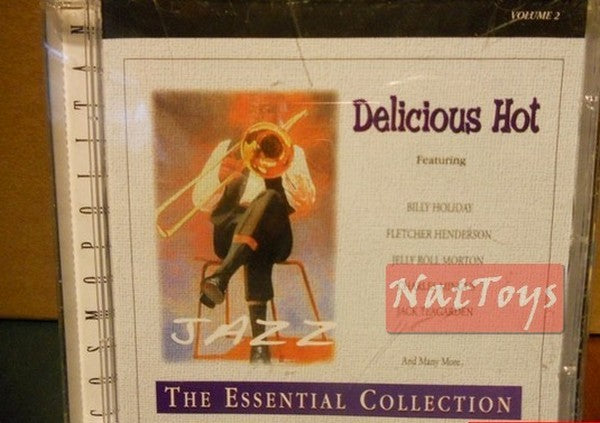 VOLUME 2
COSMOPOLITAN
Delicious Hot
Featuring
BILLY HOLIDAY
FLETCHER HENDERSON
JELLY ROLL MORTON
NatToys
JACK TEAGARDEN
And Many More..
JAZZ
THE ESSENTIAL COLLECTION